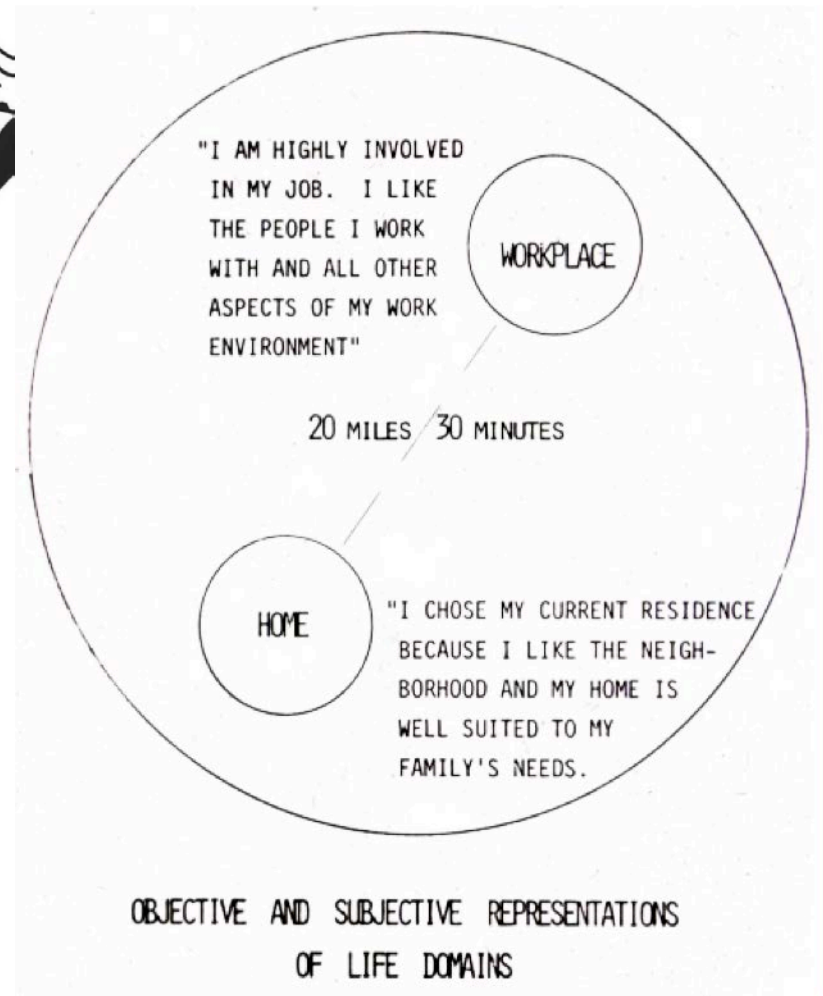 "I AM HIGHLY INVOLVED
IN MY JOB. I LIKE
THE PEOPLE I WORK
WITH AND ALL OTHER
ASPECTS OF MY WORK
ENVIRONMENT"
WORKPLACE
20 MILES 30 MINUTES
HOME
"I CHOSE MY CURRENT RESIDENCE
BECAUSE I LIKE THE NEIGH-
BORHOOD AND MY HOME IS
WELL SUITED TO MY
FAMILY'S NEEDS.
OBJECTIVE AND SUBJECTIVE REPRESENTATIONS
OF LIFE DOMAINS